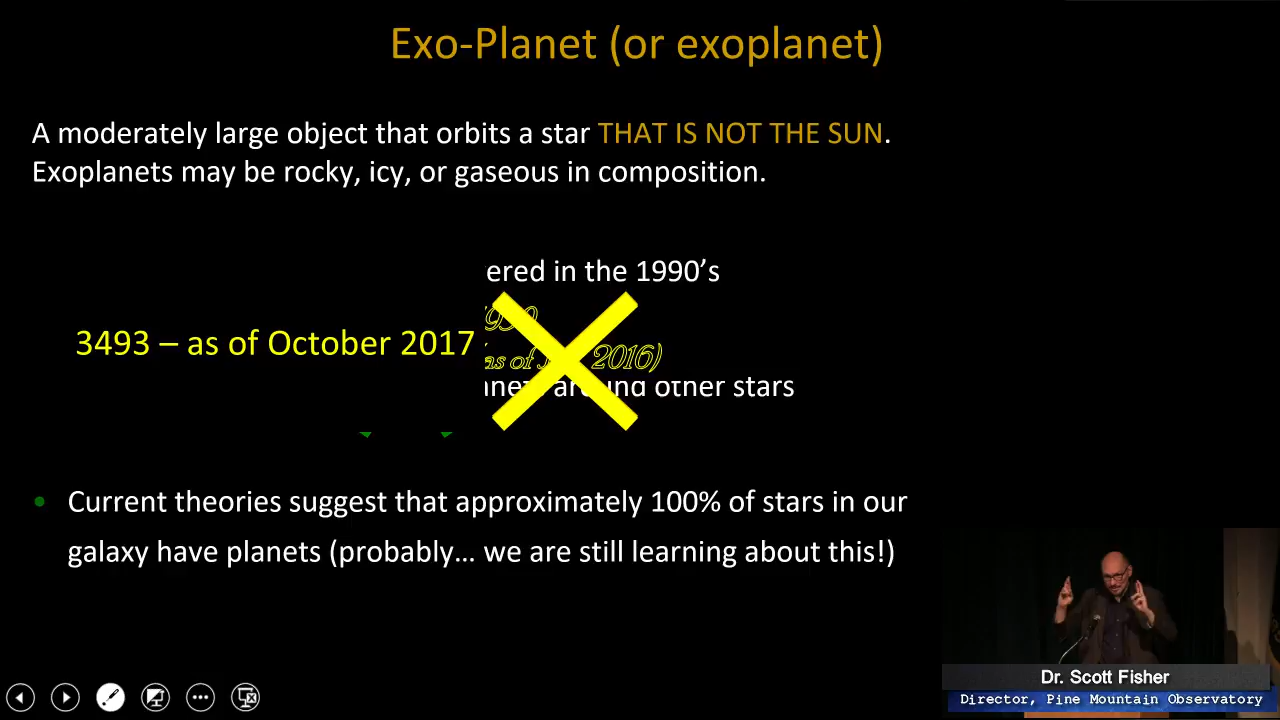 Exo-Planet (or exoplanet)
A moderately large object that orbits a star THAT IS NOT THE SUN.
Exoplanets may be rocky, icy, or gaseous in composition.
ered in the 1990's
3493 – as of October 2017
as of 2016)
around other stars
• Current theories suggest that approximately 100% of stars in our
galaxy have planets (probably... we are still learning about this!)
Dr. Scott Fisher
Director, Pine Mountain Observatory